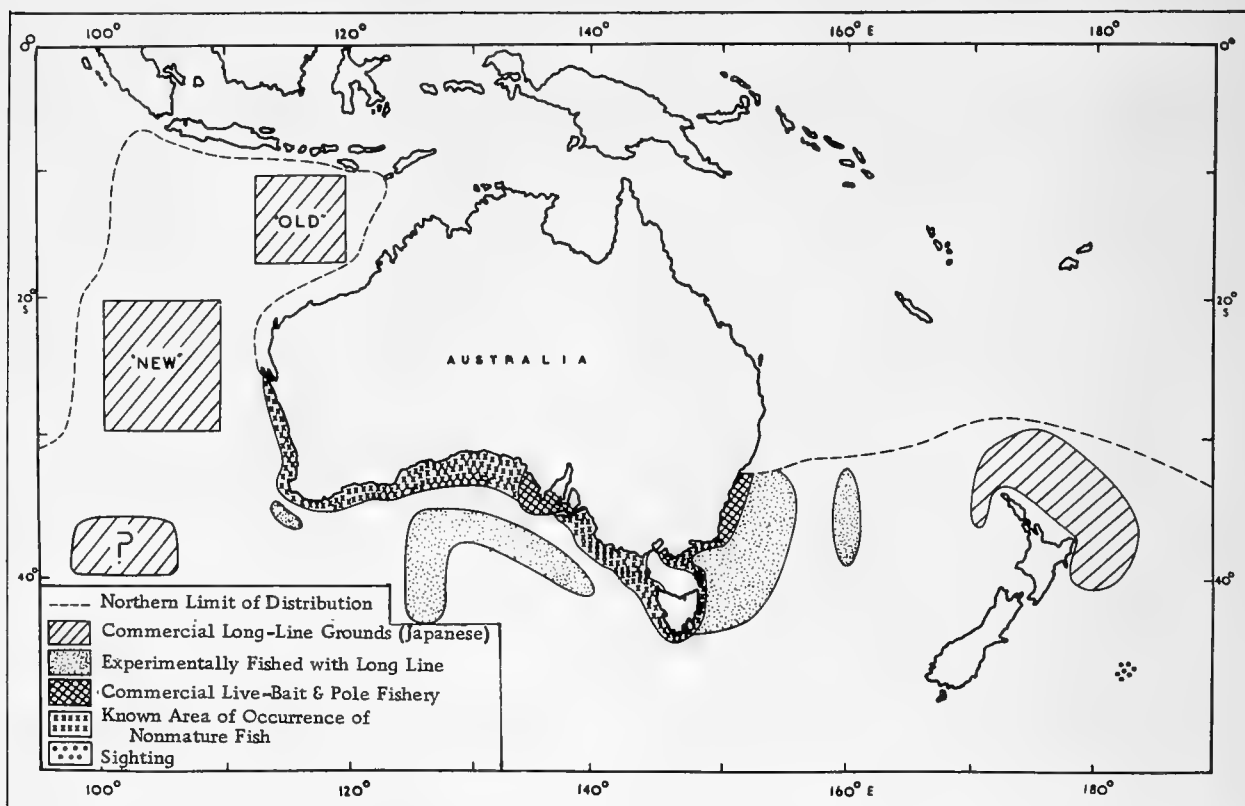 100° 120° 140° 160° E 180°
0° 0°
"OLD"
20° S 20° S
"NEW"
AUSTRALIA
?
40° 40°
Northern Limit of Distribution
Commercial Long-Line Grounds (Japanese)
Experimentally Fished with Long Line
Commercial Live-Bait & Pole Fishery
Known Area of Occurrence of
Nonmature Fish
Sighting
100° 120° 140° 160° E 180°